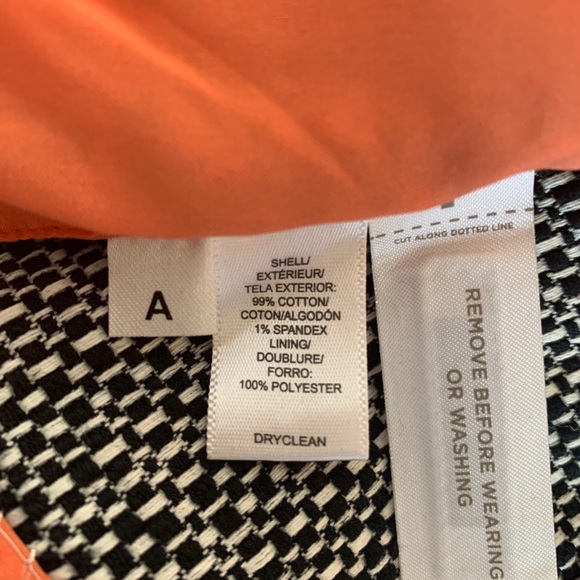 A
SHELL/
EXTÉRIEUR/
TELA EXTERIOR:
99% COTTON/
COTON/ALGODÓN
1% SPANDEX
LINING/
DOUBLURE/
FORRO:
100% POLYESTER
DRYCLEAN
CUT ALONG DOTTED LINE
REMOVE BEFORE WEARING
OR WASHING